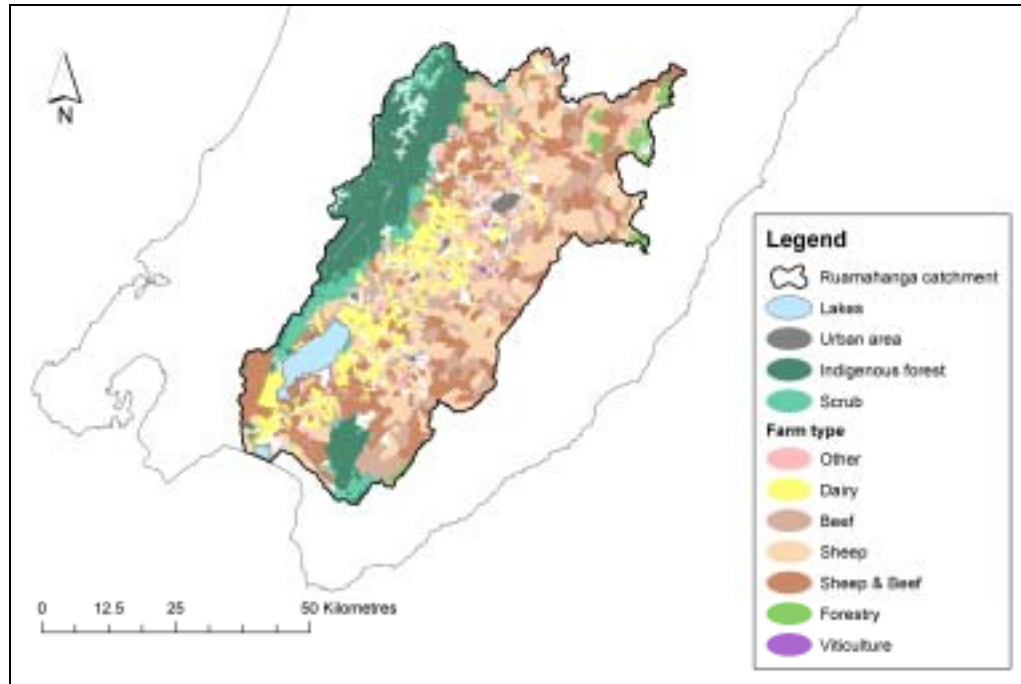 N
Legend
Ruamahanga catchment
Lakes
Urban area
Indigenous forest
Scrub
Farm type
Other
Dairy
Beef
Sheep
Sheep & Beef
Forestry
Viticulture
0 12.5 25 50 Kilometres